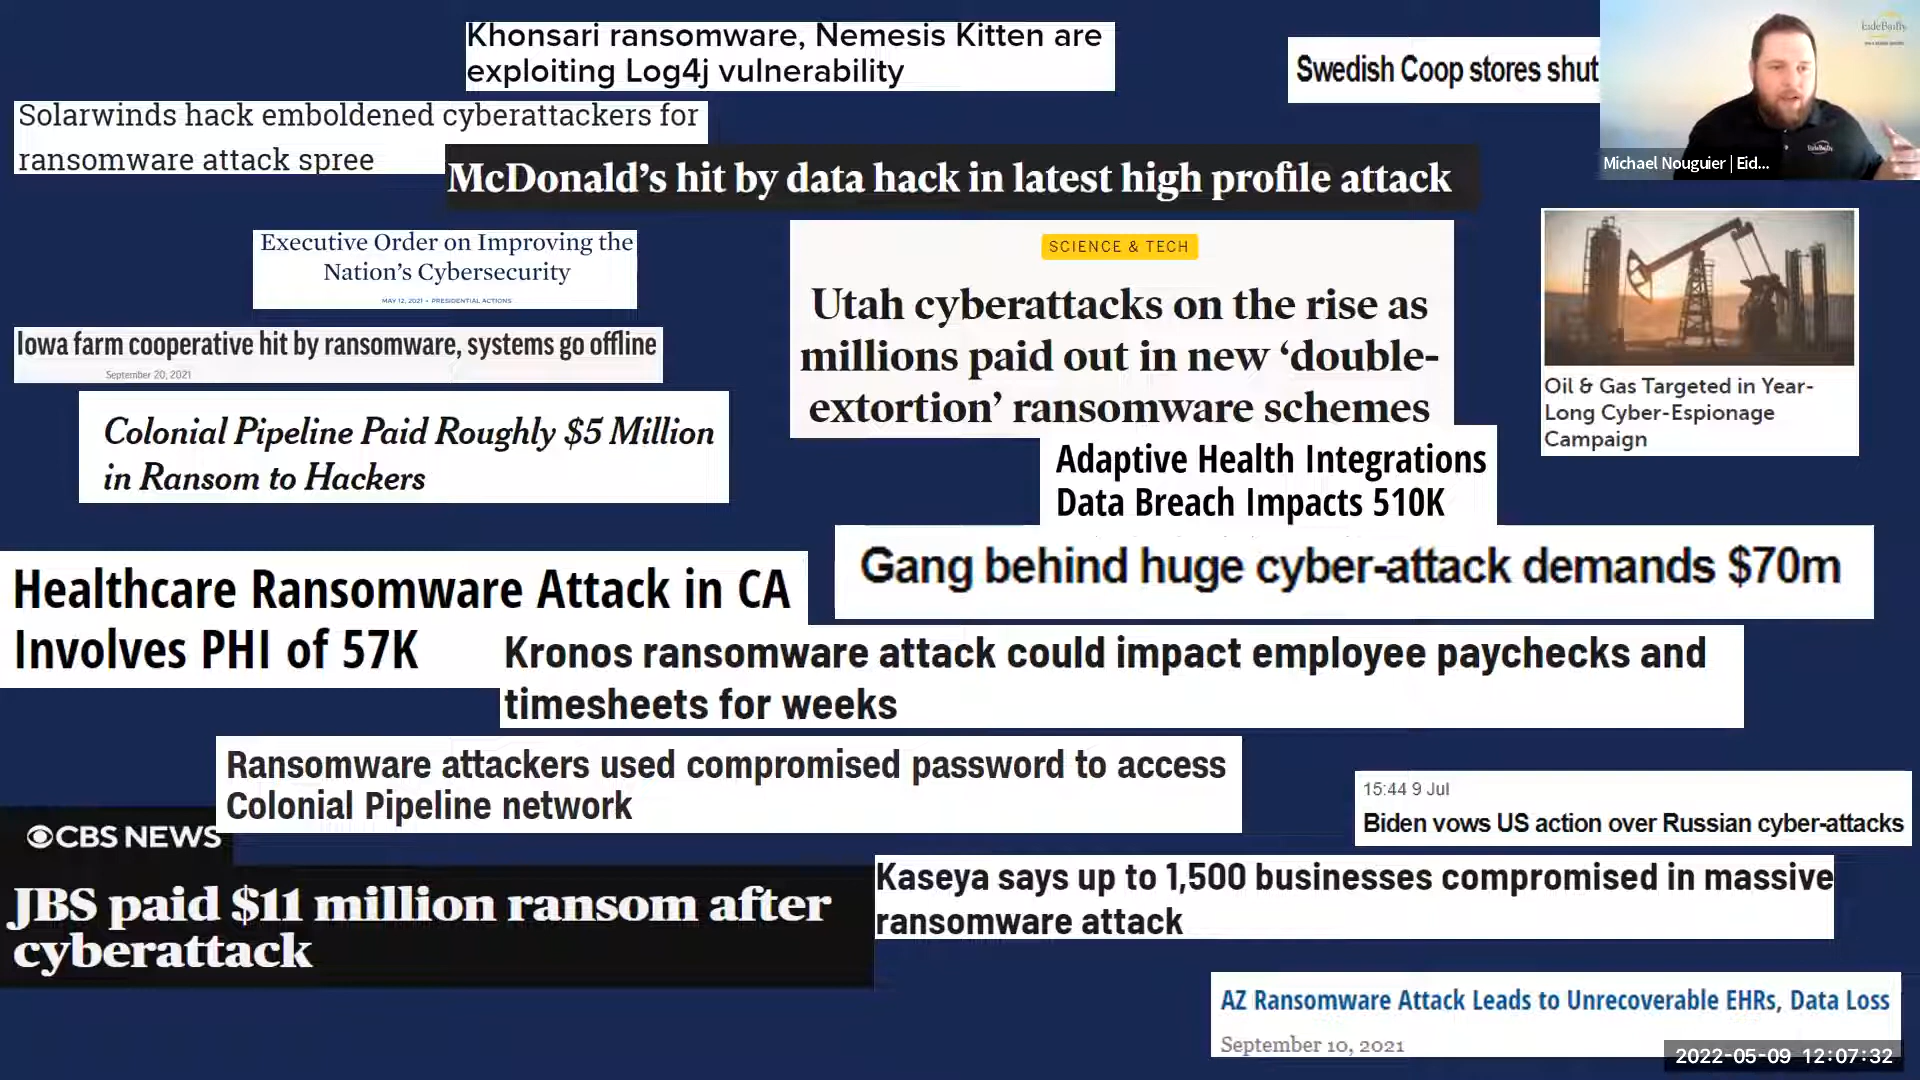 Khonsari ransomware, Nemesis Kitten are
exploiting Log4j vulnerability
Swedish Coop stores shut
EideBailly
Michael Nouguier | Eid...
Solarwinds hack emboldened cyberattackers for
ransomware attack spree
McDonald's hit by data hack in latest high profile attack
Executive Order on Improving the
Nation's Cybersecurity
MAY 12, 2021 • PRESIDENTIAL ACTIONS
SCIENCE & TECH
Utah cyberattacks on the rise as
millions paid out in new ‘double-
extortion’ ransomware schemes
Oil & Gas Targeted in Year-
Long Cyber-Espionage
Campaign
Iowa farm cooperative hit by ransomware, systems go offline
September 20, 2021
Colonial Pipeline Paid Roughly $5 Million
in Ransom to Hackers
Adaptive Health Integrations
Data Breach Impacts 510K
Gang behind huge cyber-attack demands $70m
Healthcare Ransomware Attack in CA
Involves PHI of 57K
Kronos ransomware attack could impact employee paychecks and
timesheets for weeks
Ransomware attackers used compromised password to access
Colonial Pipeline network
15:44 9 Jul
Biden vows US action over Russian cyber-attacks
CBS NEWS
JBS paid $11 million ransom after
cyberattack
Kaseya says up to 1,500 businesses compromised in massive
ransomware attack
AZ Ransomware Attack Leads to Unrecoverable EHRs, Data Loss
September 10, 2021
2022-05-09 12:07:32